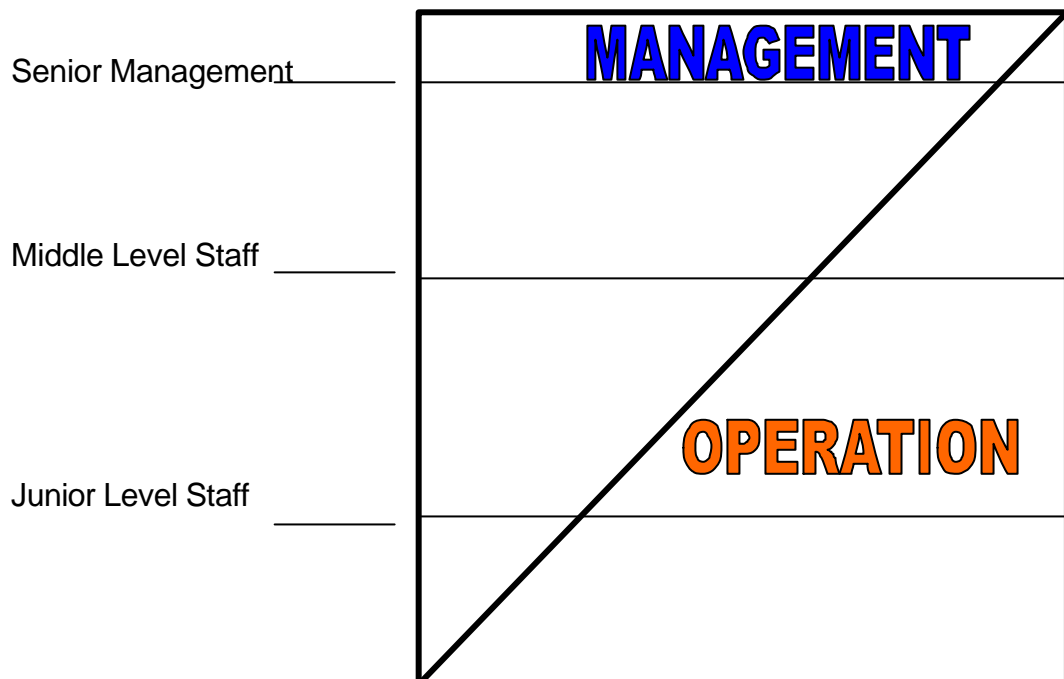 MANAGEMENT
Senior Management
Middle Level Staff
OPERATION
Junior Level Staff